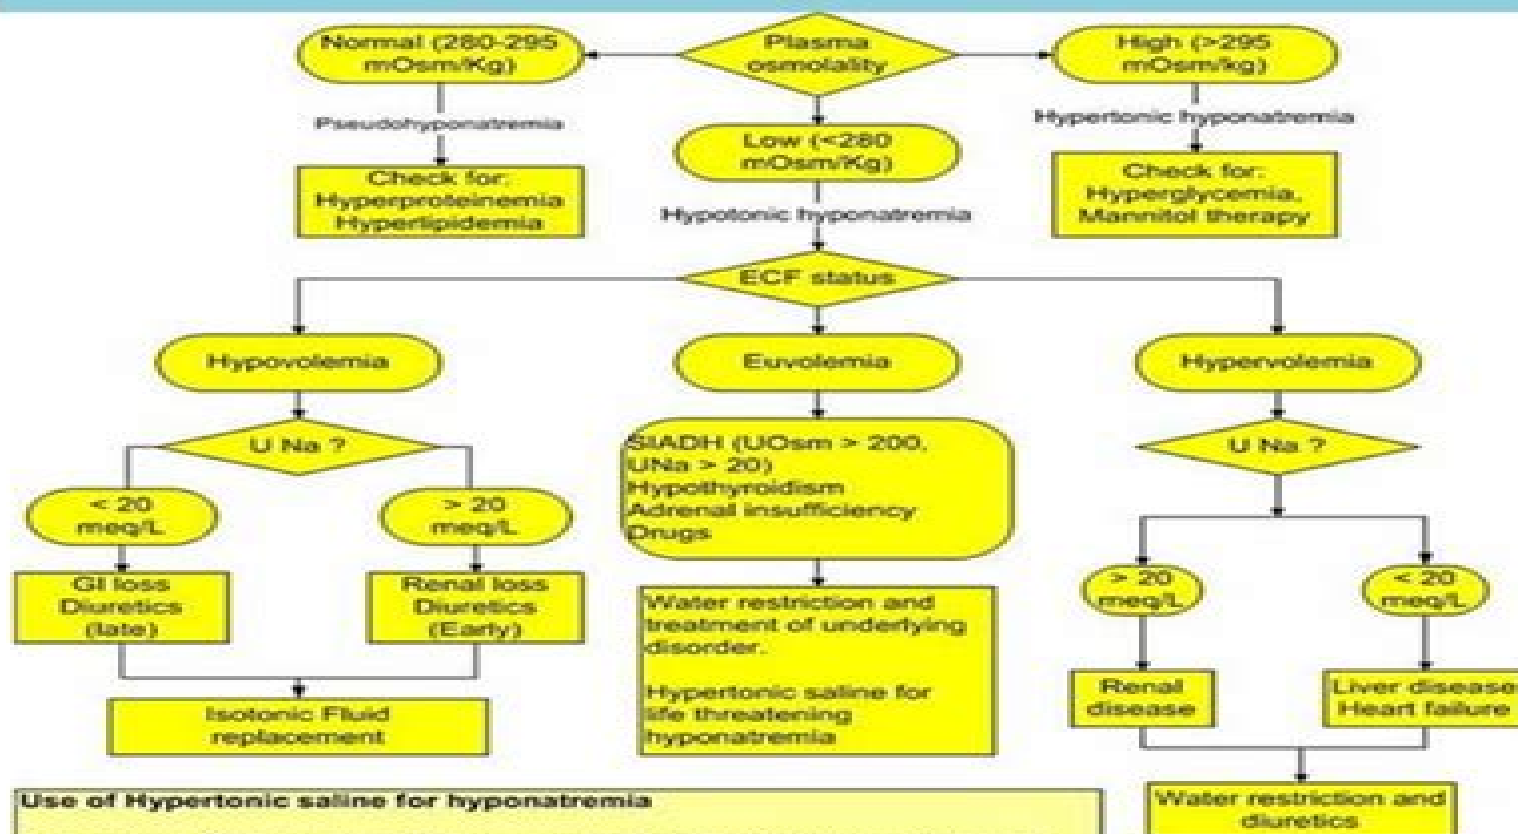 Plasma
osmolality
Normal (280-295
mOsm/Kg)
High (>295
mOsm/kg)
Pseudohyponatremia
Low (<280
mOsm/Kg)
Hypertonic hyponatremia
Check for:
Hyperproteinemia
Hyperlipidemia
Hypotonic hyponatremia
Check for:
Hyperglycemia,
Mannitol therapy
ECF status
Hypovolemia
Euvolemia
Hypervolemia
U Na ?
SIADH (UOsm > 200,
UNa > 20)
Hypothyroidism
Adrenal insufficiency
Drugs
U Na ?
< 20
meq/L
> 20
meq/L
GI loss
Diuretics
(late)
Renal loss
Diuretics
(Early)
Isotonic Fluid
replacement
Water restriction and
treatment of underlying
disorder.
Hypertonic saline for
life threatening
hyponatremia
> 20
meq/L
< 20
meq/L
Renal
disease
Liver disease
Heart failure
Water restriction and
diuretics
Use of Hypertonic saline for hyponatremia